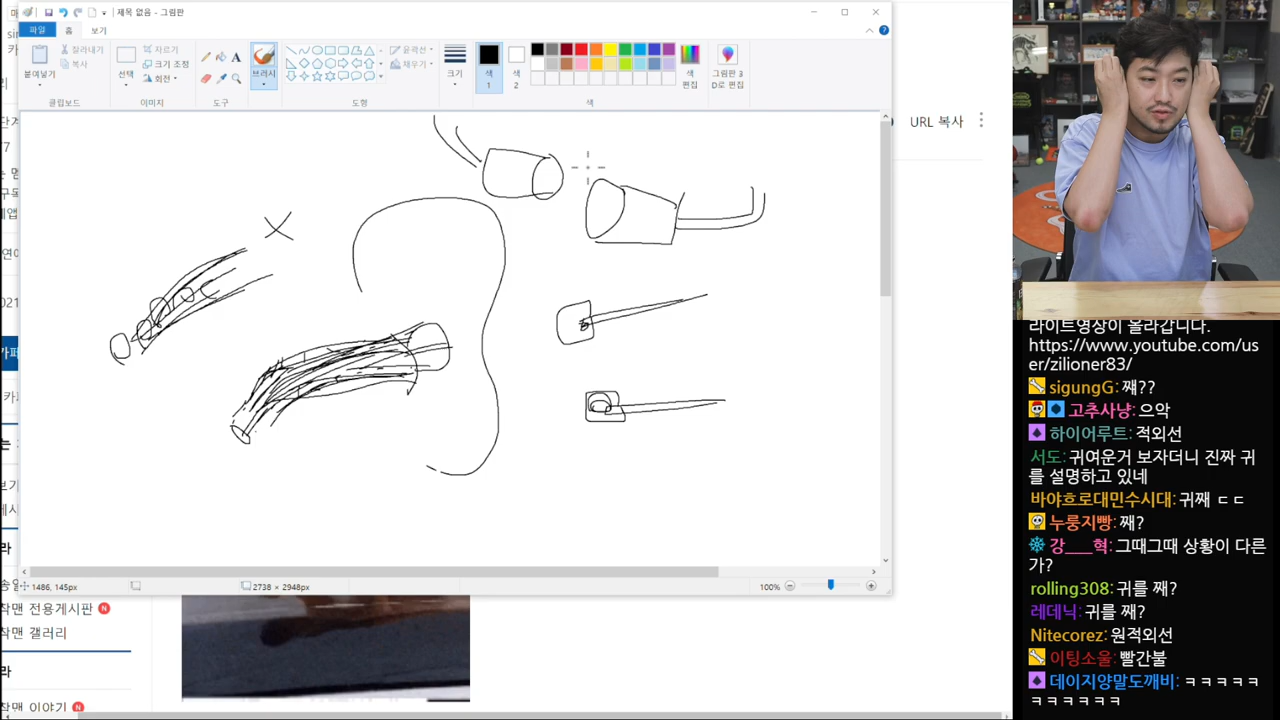 제목 없음 - 그림판
파일
홈
보기
붙여넣기
잘라내기
복사
클립보드
선택
자르기
크기 조정
회전
이미지
A
도구
브러시
윤곽선
채우기
도형
크기
색
1
색
2
색
편집
색
그림판 3
D로 편집
URL 복사
1486, 145px
2738 × 2948px
100%
작맨 전용게시판 N
작맨 갤러리
작맨 이야기 N
라이트영상이 올라갑니다.
https://www.youtube.com/us
er/zilioner83/
sigungG: 째??
고추사냥: 으악
하이어루트: 적외선
서도: 귀여운거 보자더니 진짜 귀
를 설명하고 있네
바야흐로대민수시대: 귀째 ㄷㄷ
누룽지빵: 째?
강___혁: 그때그때 상황이 다른
가?
rolling308: 귀를 째?
레데닉: 귀를 째?
Nitecorez: 원적외선
이팅소울: 빨간불
데이지양말도깨비: ㅋㅋㅋㅋㅋ
ㅋㅋㅋㅋㅋㅋ